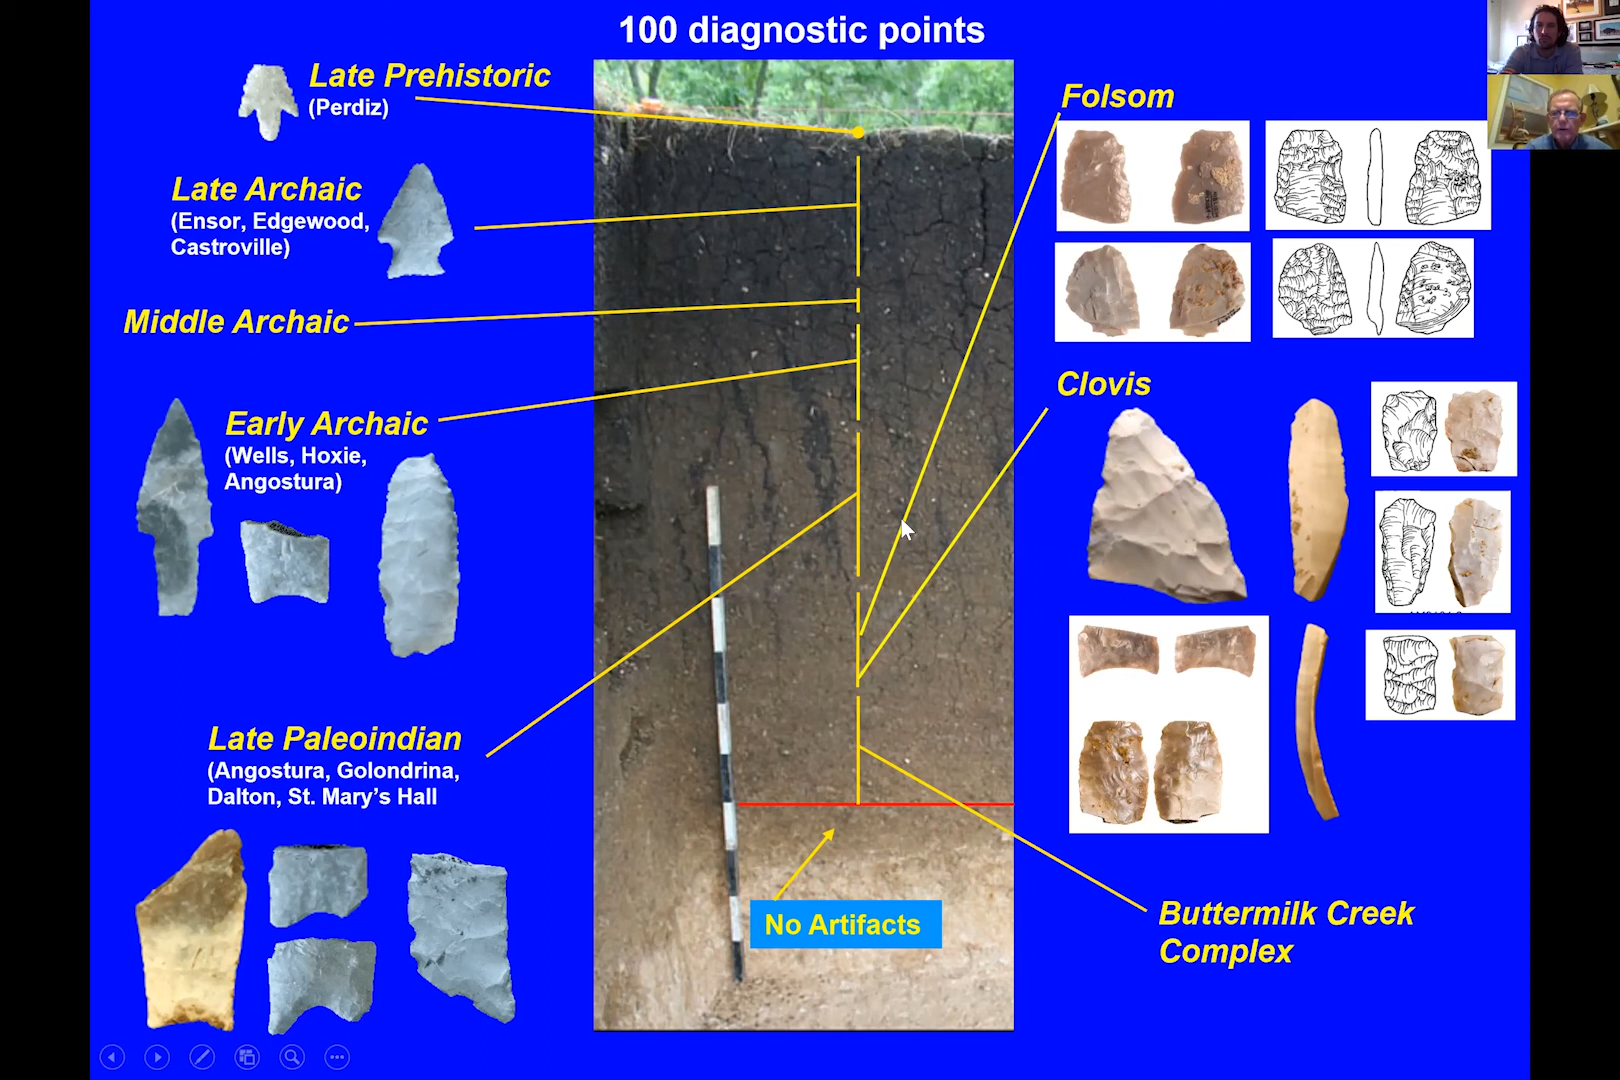 100 diagnostic points
Late Prehistoric
(Perdiz)
Late Archaic
(Ensor, Edgewood,
Castroville)
Middle Archaic
Early Archaic
(Wells, Hoxie,
Angostura)
Late Paleoindian
(Angostura, Golondrina,
Dalton, St. Mary's Hall
Folsom
Clovis
Buttermilk Creek
Complex
No Artifacts